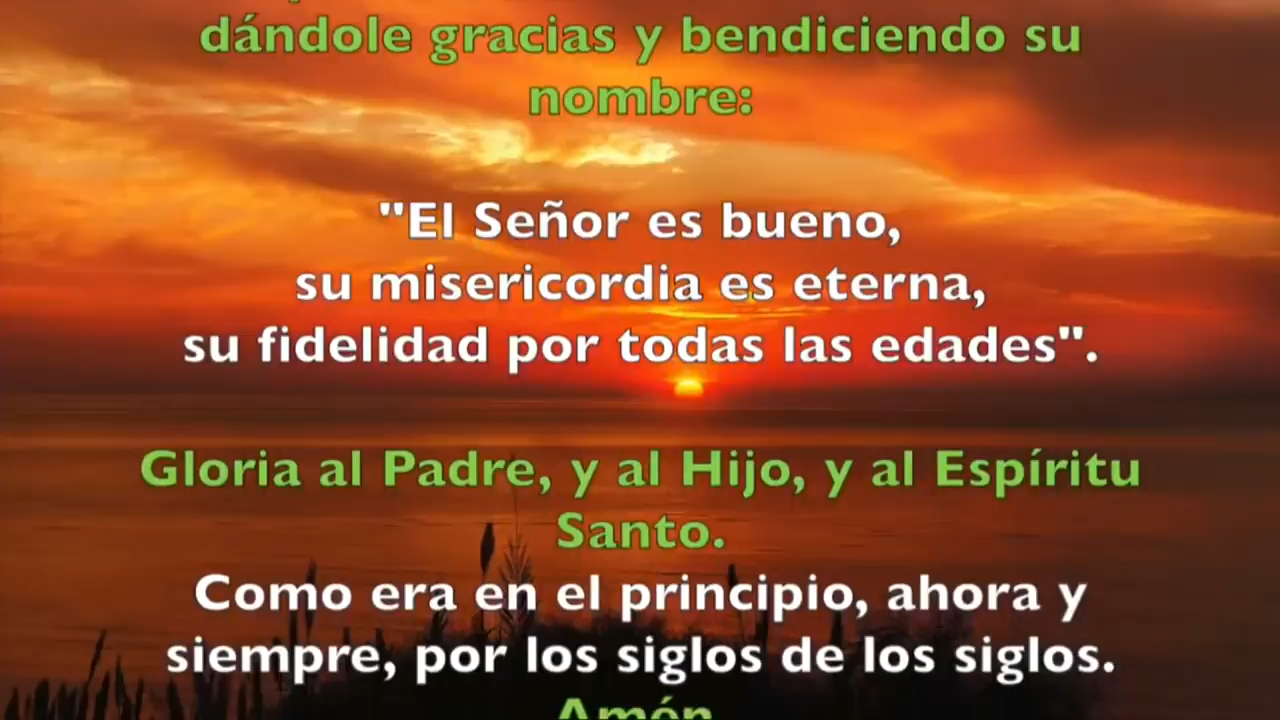 dándole gracias y bendiciendo su
nombre:
"El Señor es bueno,
su misericordia es eterna,
su fidelidad por todas las edades".
Gloria al Padre, y al Hijo, y al Espíritu
Santo.
Como era en el principio, ahora y
siempre, por los siglos de los siglos.
Amén